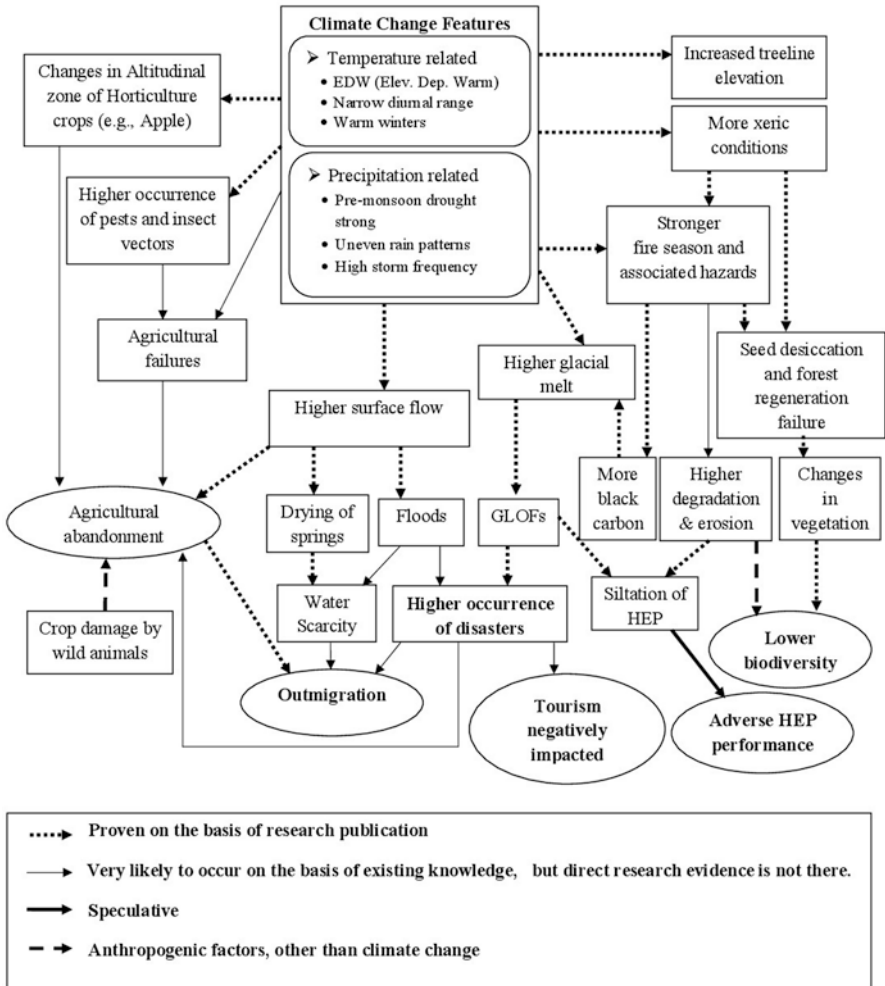 Climate Change Features
➤ Temperature related
• EDW (Elev. Dep. Warm)
• Narrow diurnal range
• Warm winters
➤ Precipitation related
• Pre-monsoon drought
strong
• Uneven rain patterns
• High storm frequency
Changes in Altitudinal
zone of Horticulture
crops (e.g., Apple)
Increased treeline
elevation
More xeric
conditions
Higher occurrence
of pests and insect
vectors
Stronger
fire season and
associated hazards
Agricultural
failures
Higher glacial
melt
Seed desiccation
and forest
regeneration
failure
Higher surface flow
Agricultural
abandonment
Drying of
springs
Floods
GLOFs
More
black
carbon
Higher
degradation
& erosion
Changes
in
vegetation
Crop damage by
wild animals
Water
Scarcity
Higher occurrence
of disasters
Siltation of
HEP
Lower
biodiversity
Outmigration
Tourism
negatively
impacted
Adverse HEP
performance
Proven on the basis of research publication
Very likely to occur on the basis of existing knowledge, but direct research evidence is not there.
Speculative
Anthropogenic factors, other than climate change